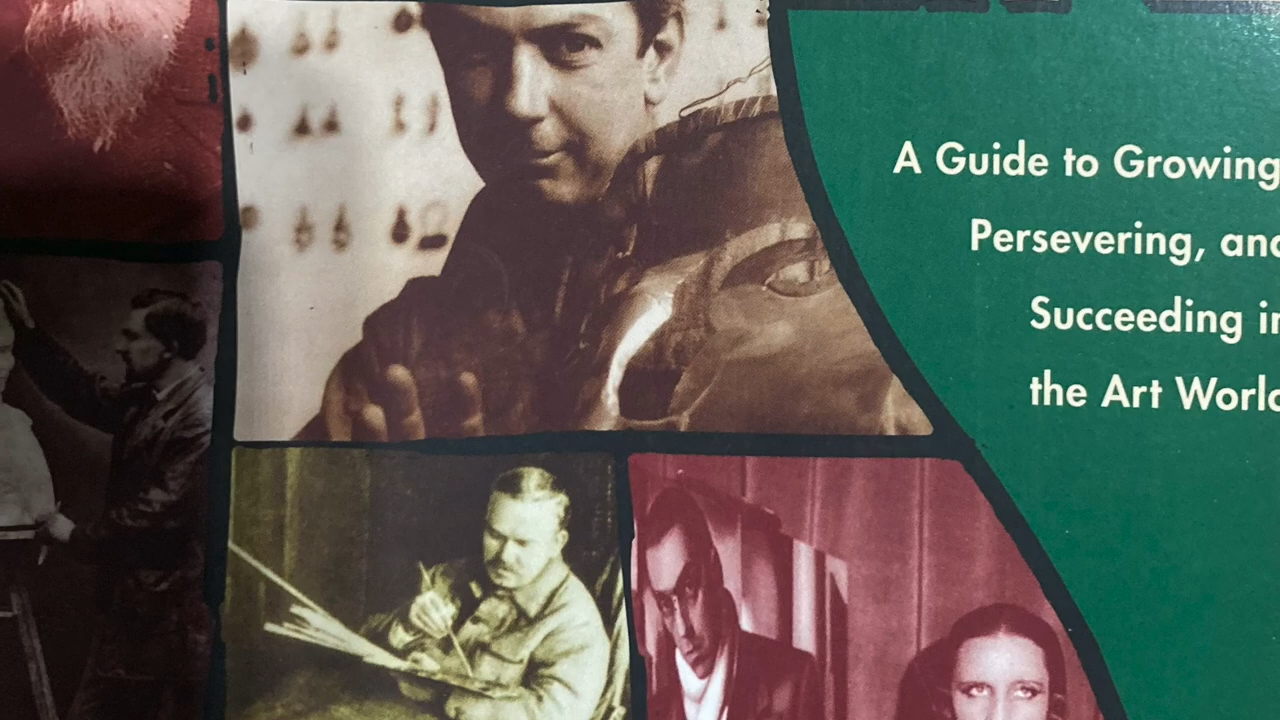 A Guide to Growing
Persevering, and
Succeeding in
the Art World